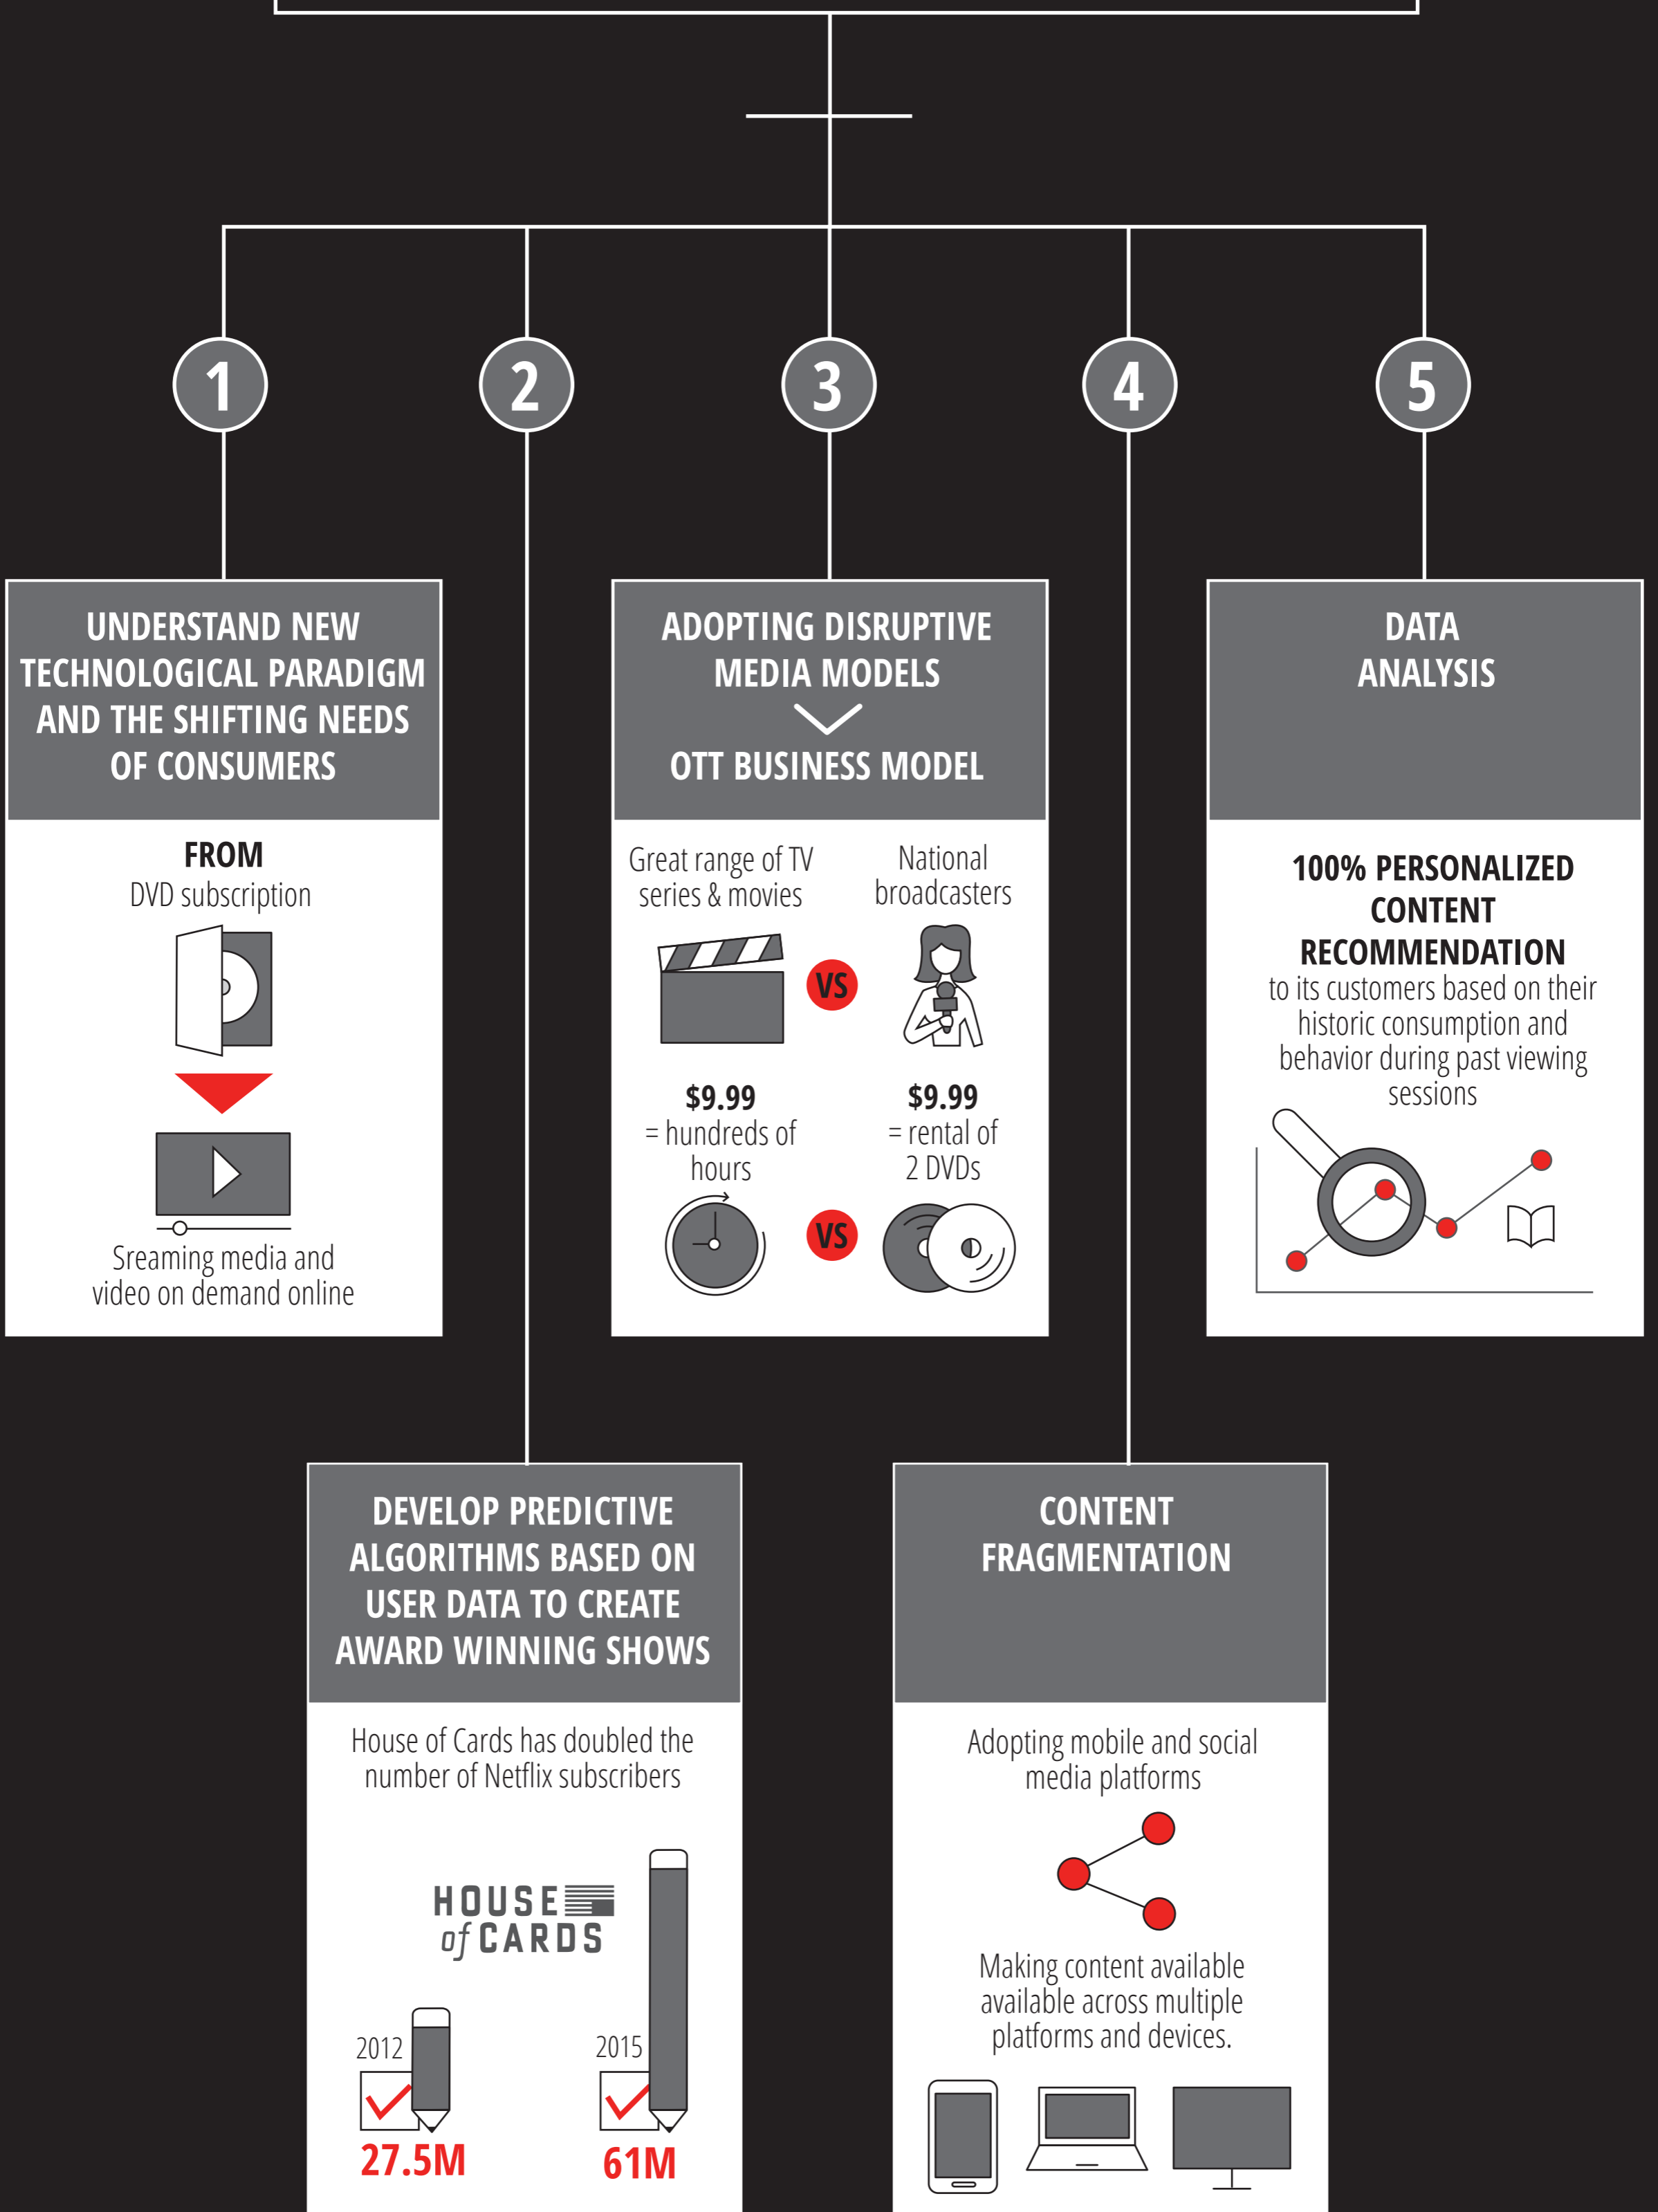 1
2
3
4
5
UNDERSTAND NEW
TECHNOLOGICAL PARADIGM
AND THE SHIFTING NEEDS
OF CONSUMERS
FROM
DVD subscription
Sreaming media and
video on demand online
ADOPTING DISRUPTIVE
MEDIA MODELS
OTT BUSINESS MODEL
Great range of TV
series & movies
VS
National
broadcasters
$9.99
= hundreds of
hours
VS
$9.99
= rental of
2 DVDs
DATA
ANALYSIS
100% PERSONALIZED
CONTENT
RECOMMENDATION
to its customers based on their
historic consumption and
behavior during past viewing
sessions
DEVELOP PREDICTIVE
ALGORITHMS BASED ON
USER DATA TO CREATE
AWARD WINNING SHOWS
House of Cards has doubled the
number of Netflix subscribers
HOUSE
of CARDS
2012
27.5M
2015
61M
CONTENT
FRAGMENTATION
Adopting mobile and social
media platforms
Making content available
available across multiple
platforms and devices.